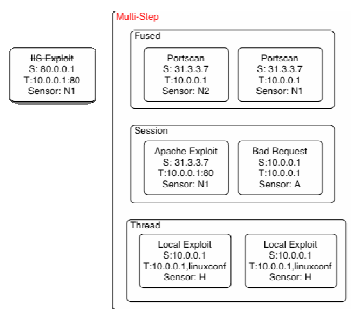 Multi-Step
IIS Exploit
S: 80.0.0.1
T:10.0.0.1:80
Sensor: N1
Fused
Portscan
S: 31.3.3.7
T:10.0.0.1
Sensor: N2
Portscan
S: 31.3.3.7
T:10.0.0.1
Sensor: N1
Session
Apache Exploit
S: 31.3.3.7
T:10.0.0.1:80
Sensor: N1
Bad Request
S:10.0.0.1
T:10.0.0.1
Sensor: A
Thread
Local Exploit
S:10.0.0.1
T:10.0.0.1,linuxconf
Sensor: H
Local Exploit
S:10.0.0.1
T:10.0.0.1,linuxconf
Sensor: H